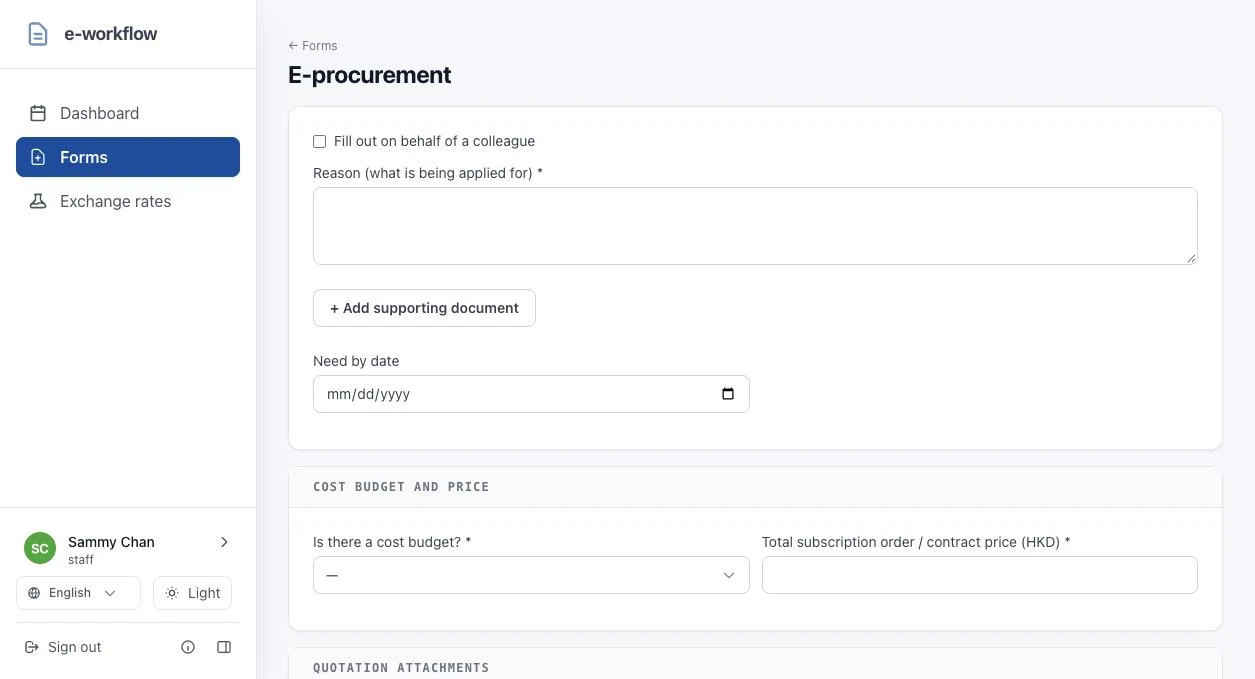 e-workflow
Dashboard
Forms
Exchange rates
SC
Sammy Chan
staff
English
Light
Sign out
← Forms
E-procurement
Fill out on behalf of a colleague
Reason (what is being applied for) *
+ Add supporting document
Need by date
mm/dd/yyyy
COST BUDGET AND PRICE
Is there a cost budget? *
—
Total subscription order / contract price (HKD) *
QUOTATION ATTACHMENTS